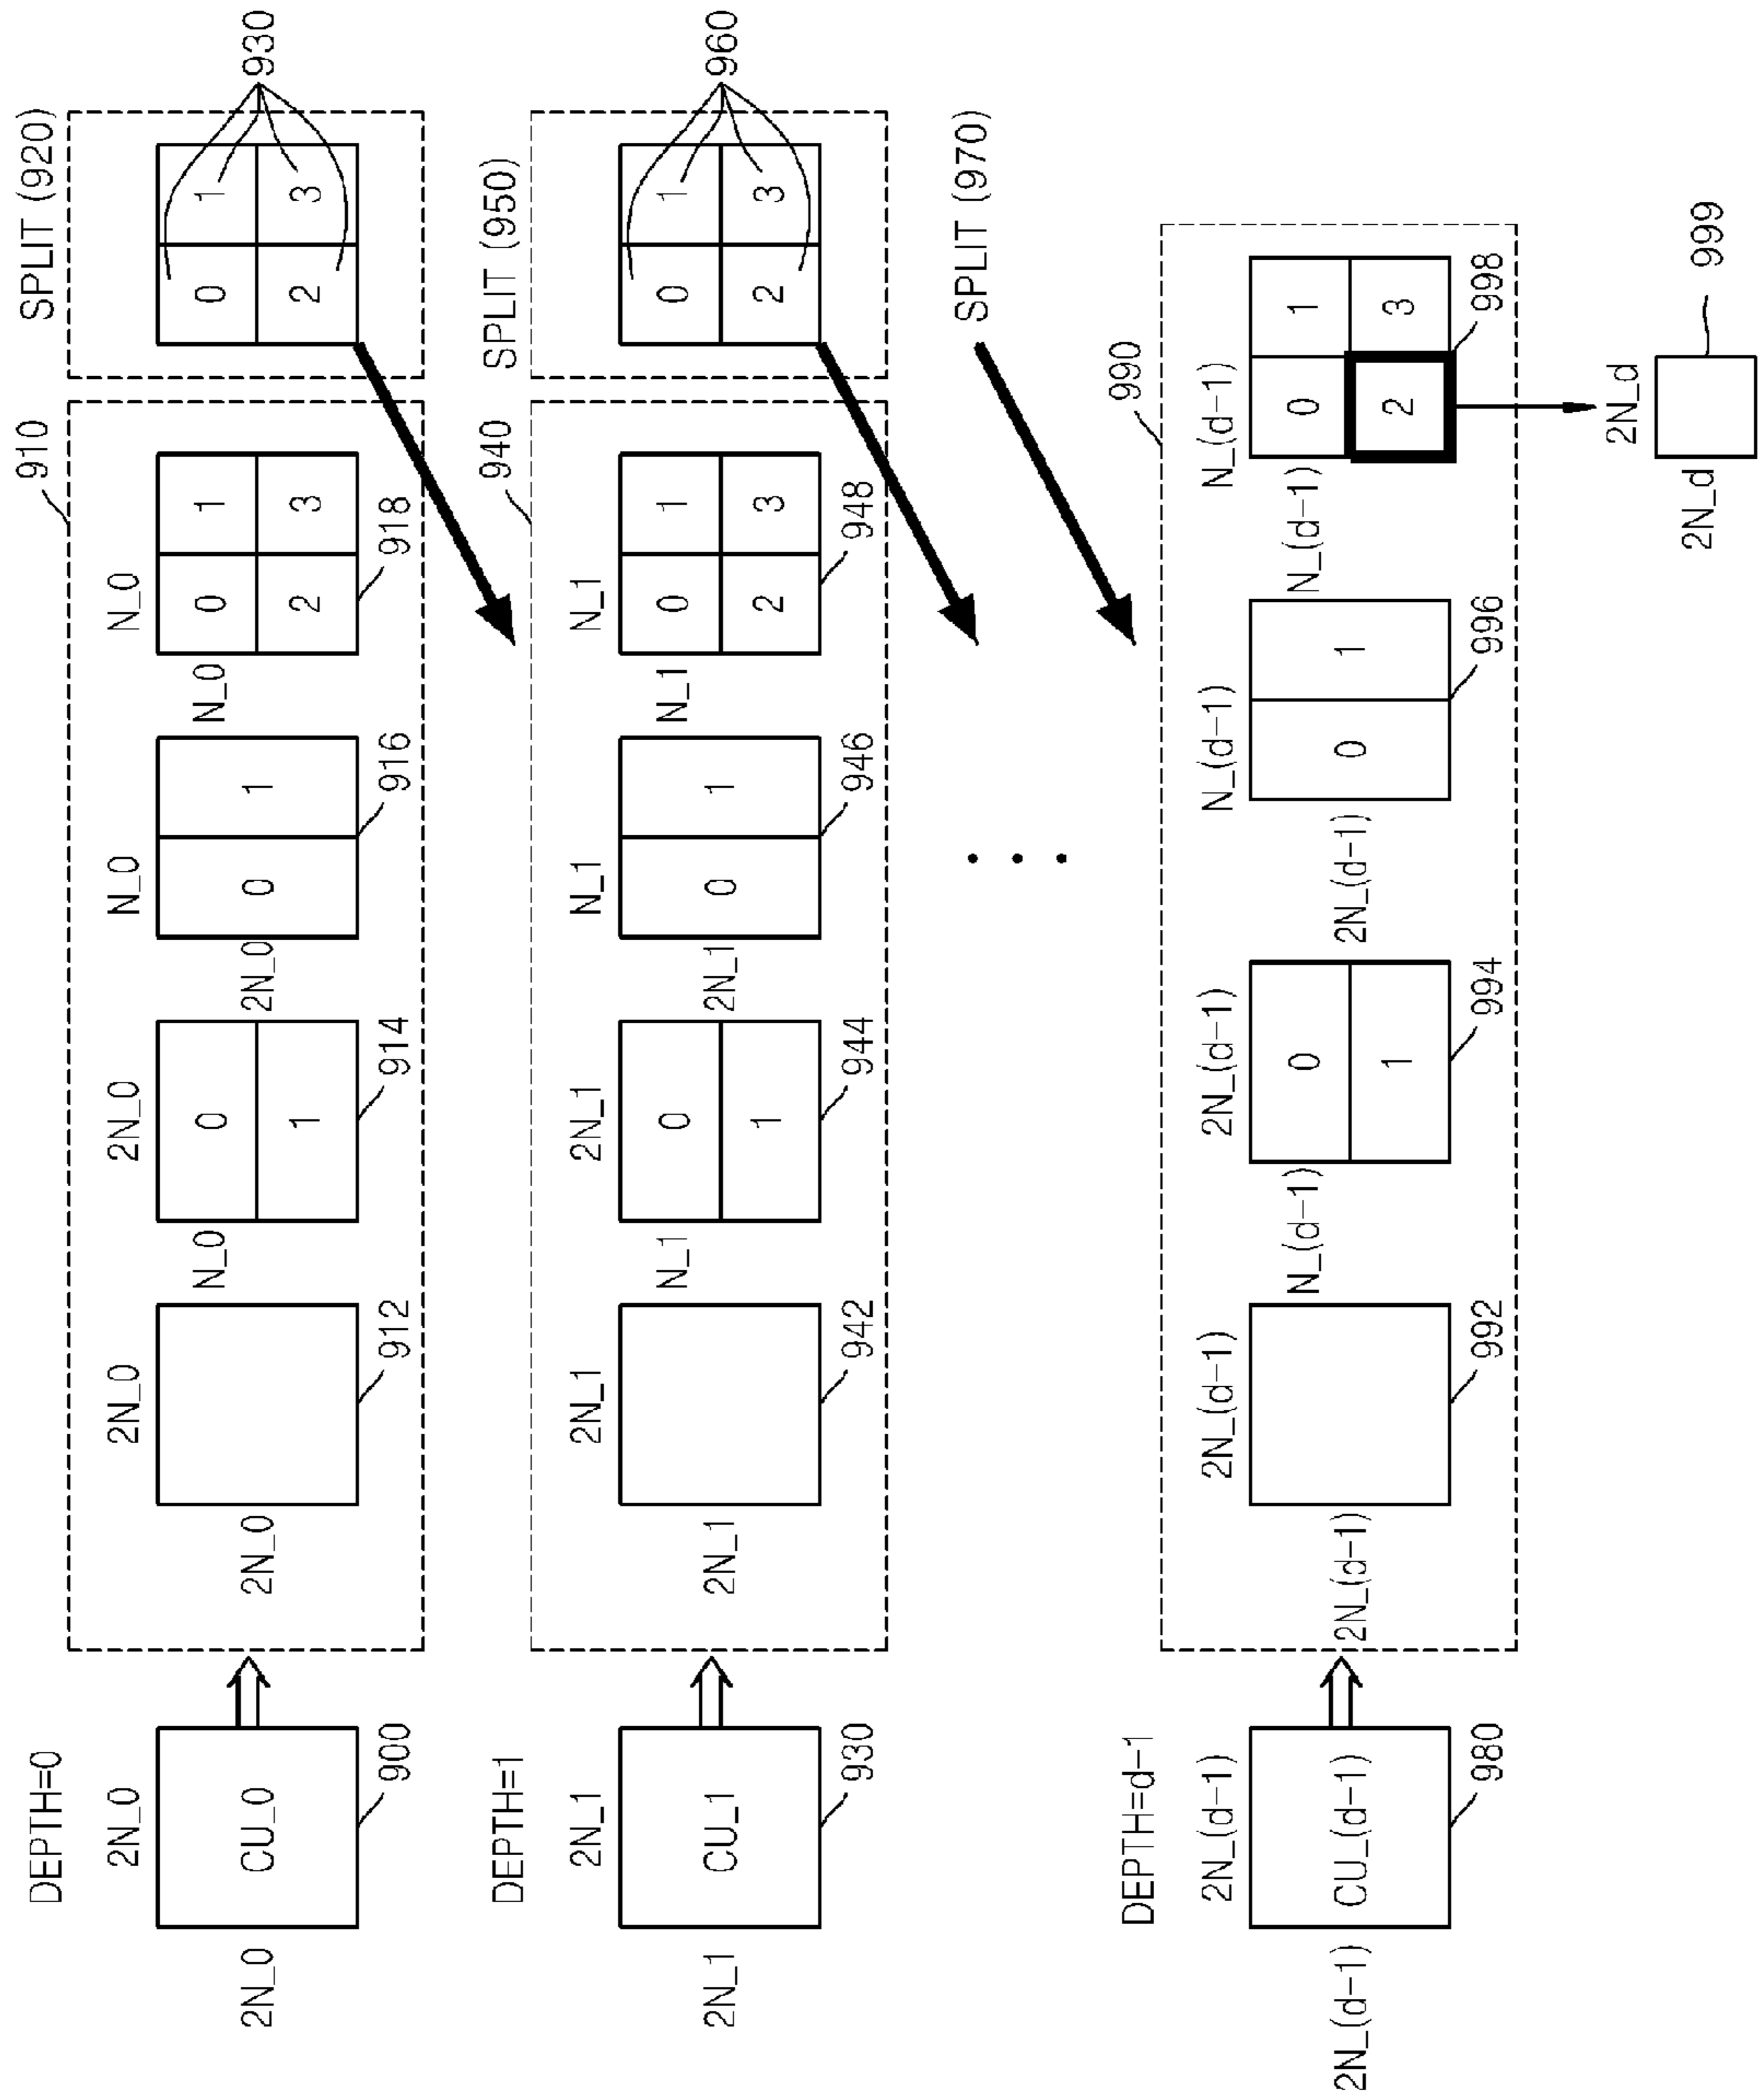 DEPTH=0
2N_0
2N_0
CU_0
900
910
2N_0
2N_0
912
2N_0
N_0
0
1
914
N_0
2N_0
0
1
916
N_0
N_0
0
1
2
3
918
SPLIT (920)
0
1
2
3
930
DEPTH=1
2N_1
2N_1
CU_1
930
940
2N_1
2N_1
942
2N_1
N_1
0
1
944
N_1
2N_1
0
1
946
N_1
N_1
0
1
2
3
948
SPLIT (950)
0
1
2
3
960
SPLIT (970)
DEPTH=d-1
2N_(d-1)
2N_(d-1)
CU_(d-1)
980
990
2N_(d-1)
2N_(d-1)
992
2N_(d-1)
N_(d-1)
0
1
994
N_(d-1)
2N_(d-1)
0
1
996
N_(d-1)
N_(d-1)
0
1
2
3
998
2N_d
2N_d
999